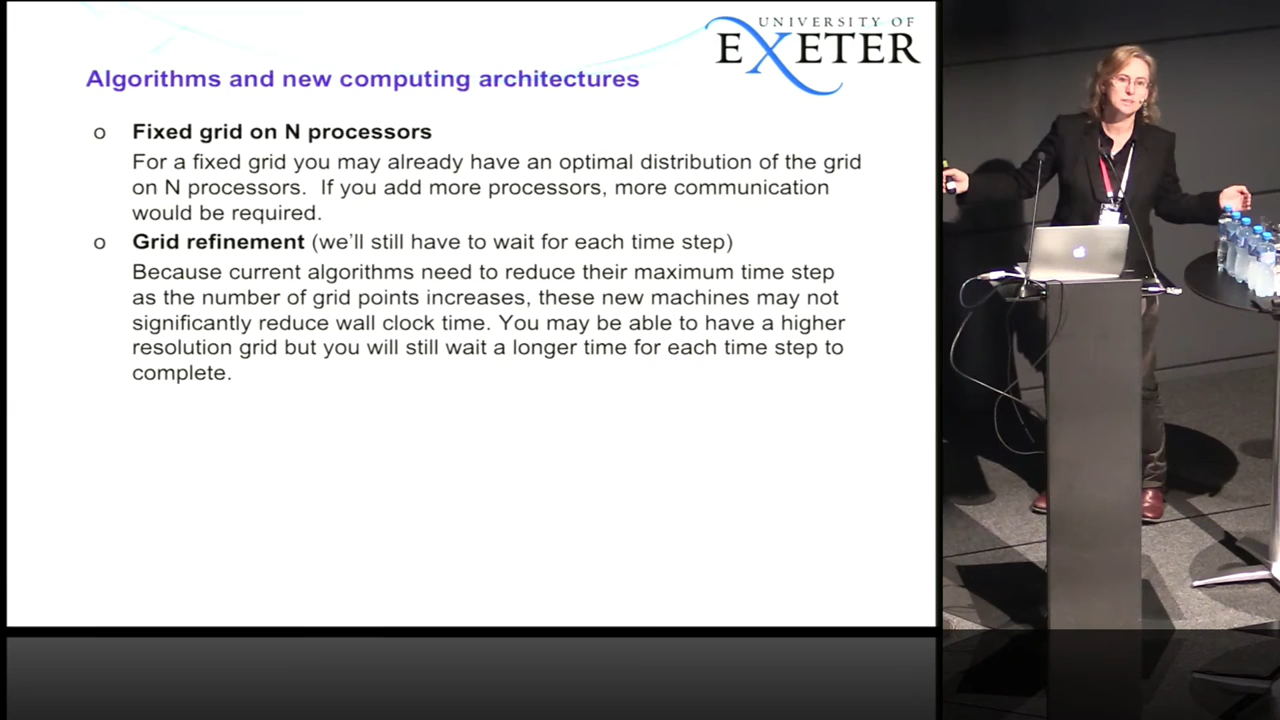 UNIVERSITY OF
EXETER
Algorithms and new computing architectures
o Fixed grid on N processors
For a fixed grid you may already have an optimal distribution of the grid
on N processors. If you add more processors, more communication
would be required.
o Grid refinement (we'll still have to wait for each time step)
Because current algorithms need to reduce their maximum time step
as the number of grid points increases, these new machines may not
significantly reduce wall clock time. You may be able to have a higher
resolution grid but you will still wait a longer time for each time step to
complete.